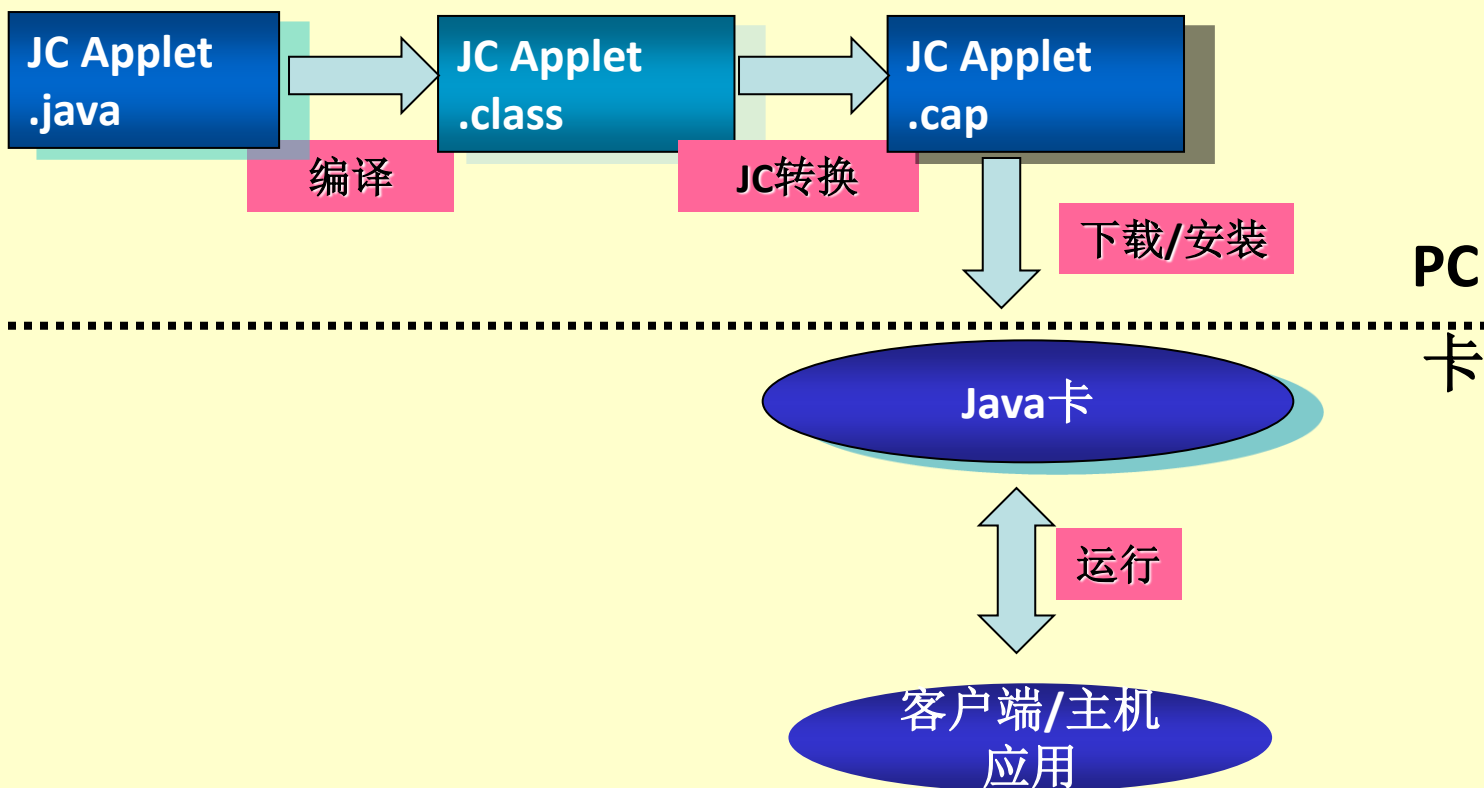 JC Applet
.java
JC Applet
.class
JC Applet
.cap
编译
JC转换
下载/安装
PC
卡
Java卡
运行
客户端/主机
应用